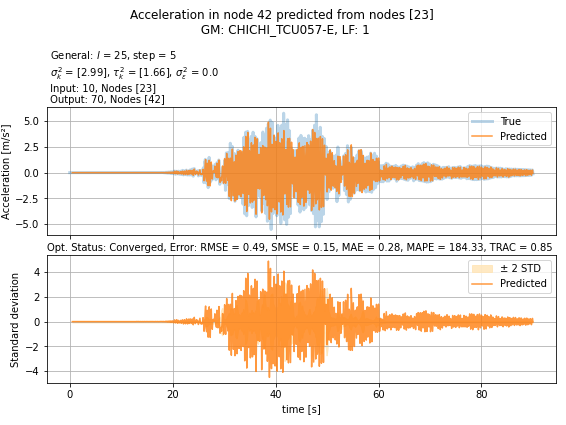 Acceleration in node 42 predicted from nodes [23]
GM: CHICHI_TCU057-E, LF: 1
General: l = 25, step = 5
σ²ₖ = [2.99], τ²ₖ = [1.66], σ²ₑ = 0.0
Input: 10, Nodes [23]
Output: 70, Nodes [42]
Acceleration [m/s²]
5.0
2.5
0.0
−2.5
−5.0
True
Predicted
Opt. Status: Converged, Error: RMSE = 0.49, SMSE = 0.15, MAE = 0.28, MAPE = 184.33, TRAC = 0.85
Standard deviation
4
2
0
−2
−4
± 2 STD
Predicted
0 20 40 60 80
time [s]